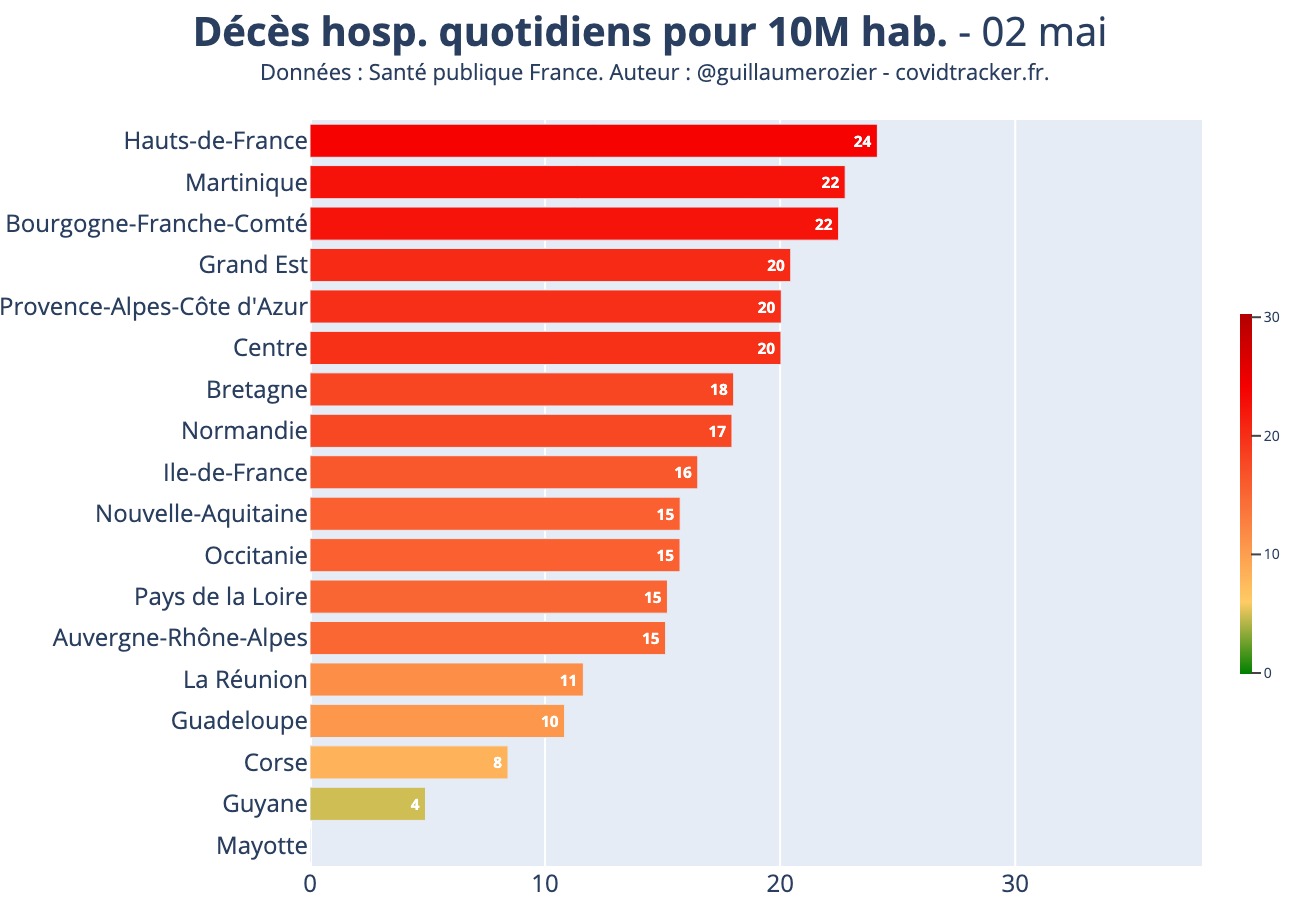 Décès hosp. quotidiens pour 10M hab. - 02 mai
Données : Santé publique France. Auteur : @guillaumerozier - covidtracker.fr.
Hauts-de-France 24
Martinique 22
Bourgogne-Franche-Comté 22
Grand Est 20
Provence-Alpes-Côte d'Azur 20
Centre 20
Bretagne 18
Normandie 17
Ile-de-France 16
Nouvelle-Aquitaine 15
Occitanie 15
Pays de la Loire 15
Auvergne-Rhône-Alpes 15
La Réunion 11
Guadeloupe 10
Corse 8
Guyane 4
Mayotte
0 10 20 30
30
20
10
0